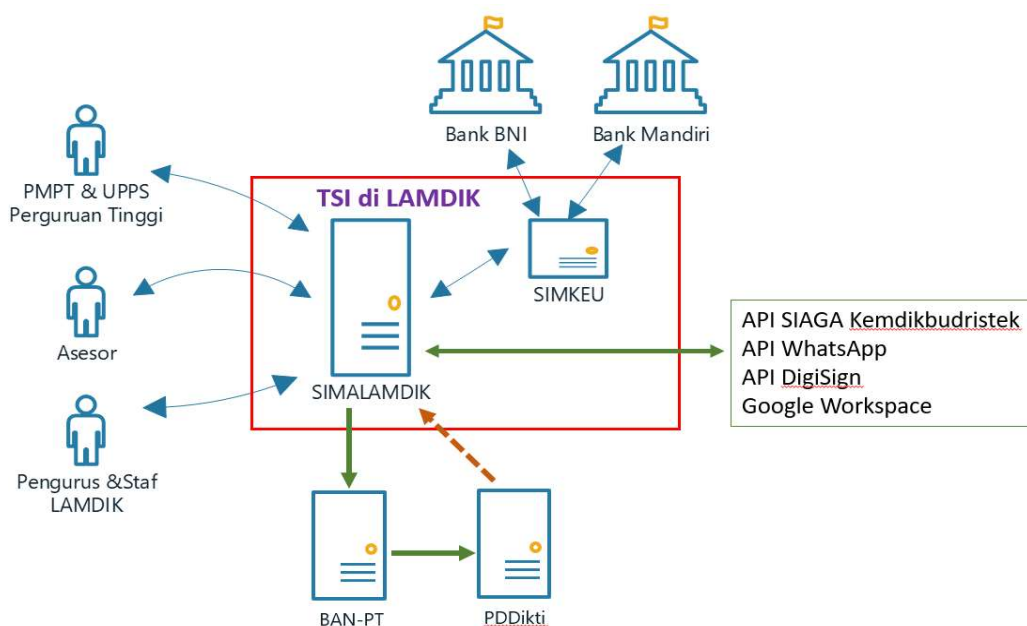 Bank BNI
Bank Mandiri
PMPT & UPPS
Perguruan Tinggi
TSI di LAMDIK
SIMKEU
Asesor
SIMALAMDIK
API SIAGA Kemdikbudristek
API WhatsApp
API DigiSign
Google Workspace
Pengurus &Staf
LAMDIK
BAN-PT
PDDikti